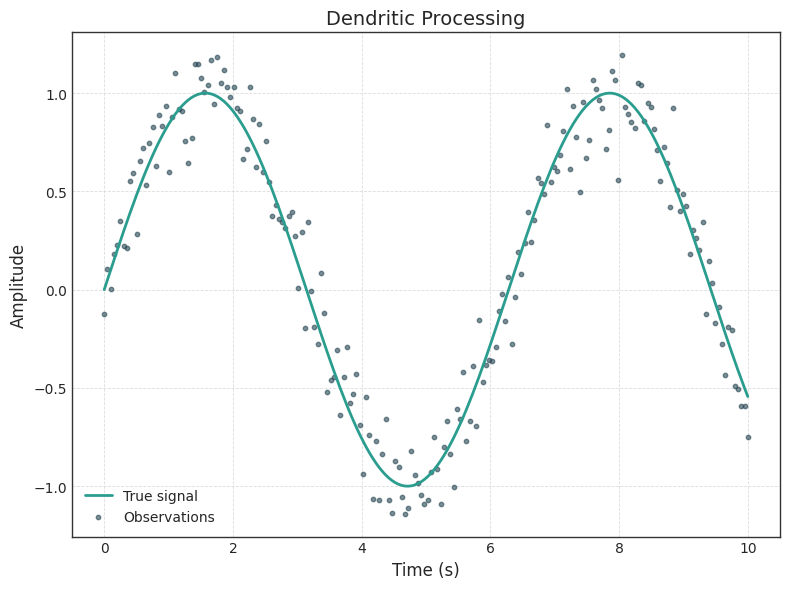 Dendritic Processing
Amplitude
1.0
0.5
0.0
−0.5
−1.0
True signal
Observations
0
2
4
6
8
10
Time (s)